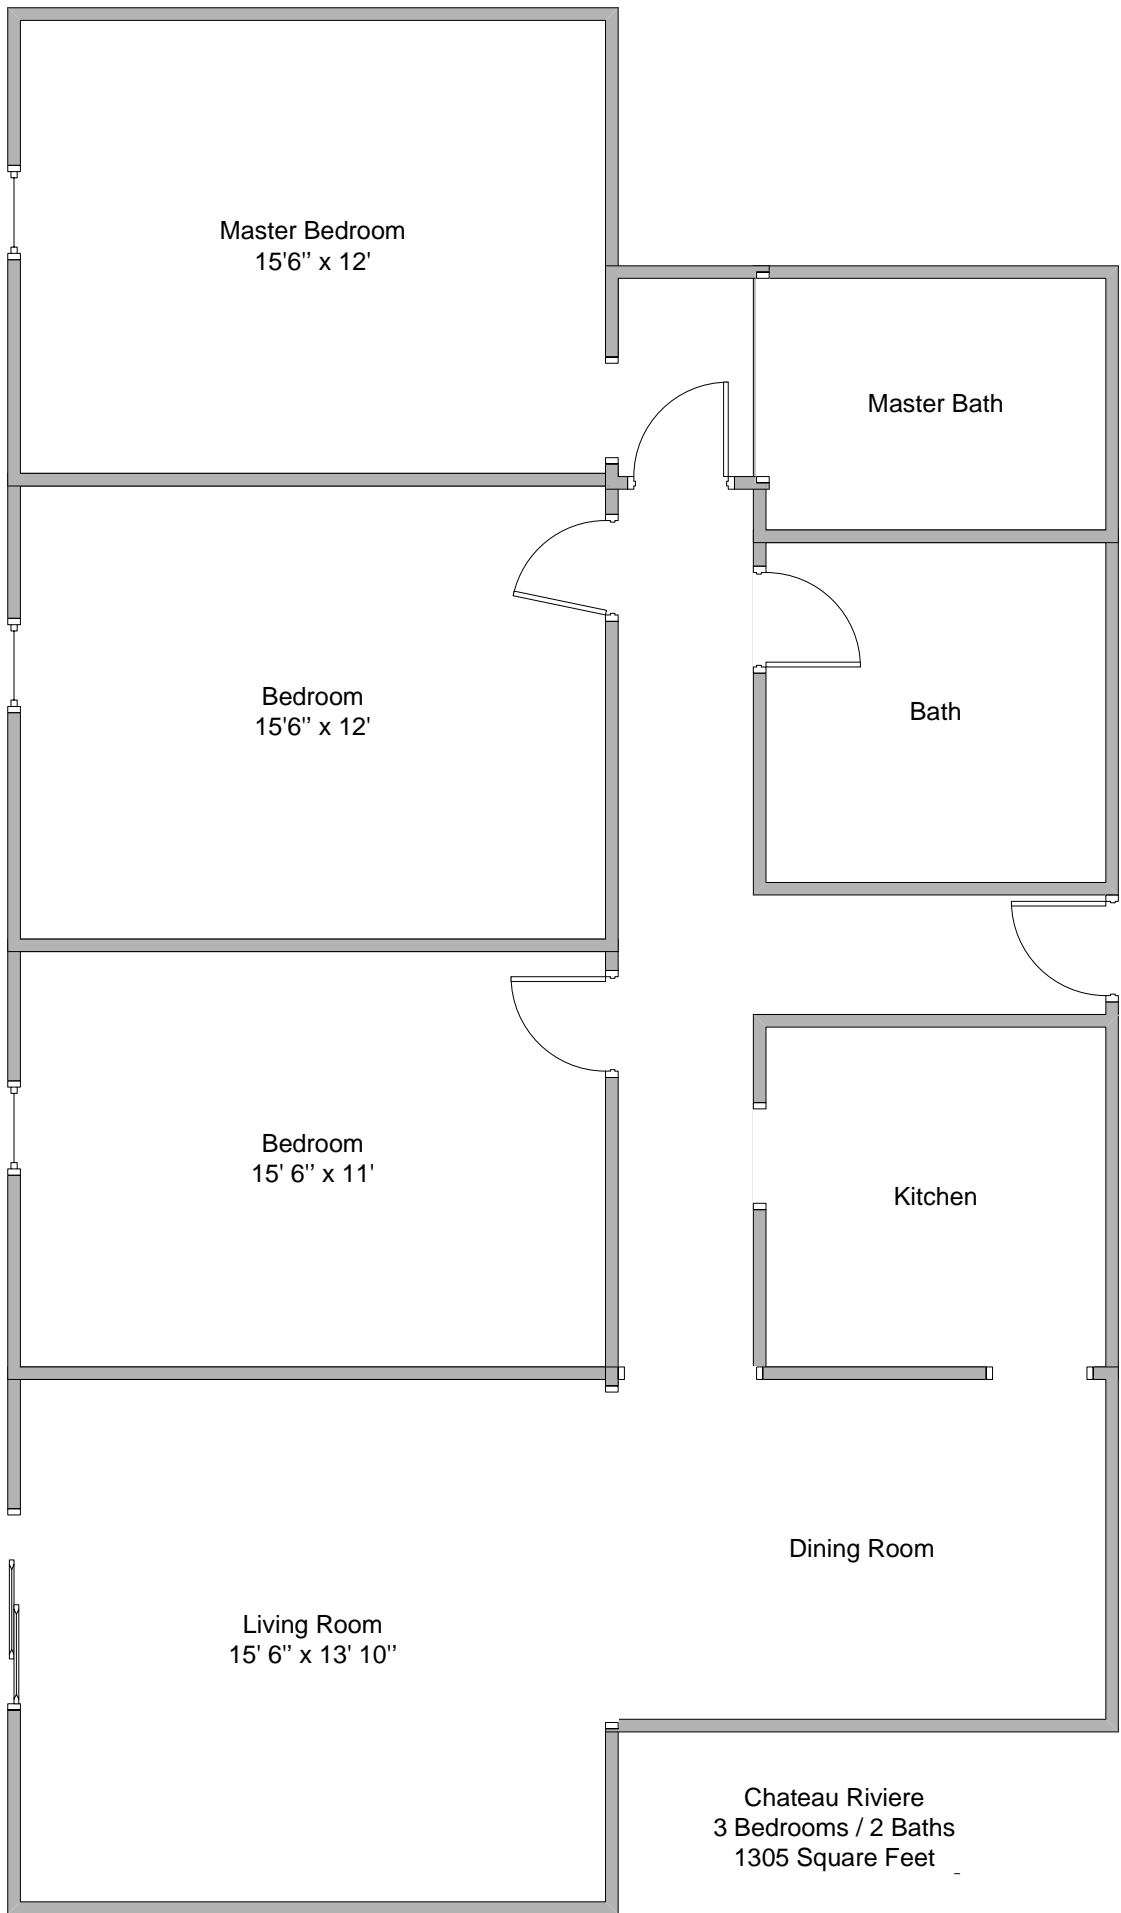 Master Bedroom
15'6'' x 12'
Master Bath
Bedroom
15'6'' x 12'
Bath
Bedroom
15' 6'' x 11'
Kitchen
Dining Room
Living Room
15' 6'' x 13' 10''
Chateau Riviere
3 Bedrooms / 2 Baths
1305 Square Feet